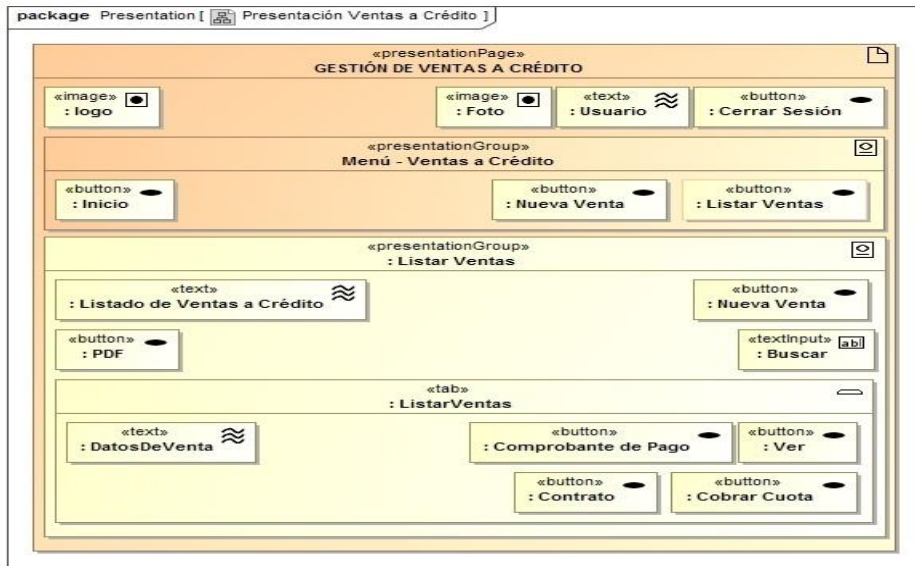 package Presentation [ Presentación Ventas a Crédito ]
«presentationPage»
GESTIÓN DE VENTAS A CRÉDITO
«image»
: logo
«image»
: Foto
«text»
: Usuario
«button»
: Cerrar Sesión
«presentationGroup»
Menú - Ventas a Crédito
«button»
: Inicio
«button»
: Nueva Venta
«button»
: Listar Ventas
«presentationGroup»
: Listar Ventas
«text»
: Listado de Ventas a Crédito
«button»
: Nueva Venta
«button»
: PDF
«textInput»
abl
: Buscar
«tab»
: ListarVentas
«text»
: DatosDeVenta
«button»
: Comprobante de Pago
«button»
: Ver
«button»
: Contrato
«button»
: Cobrar Cuota